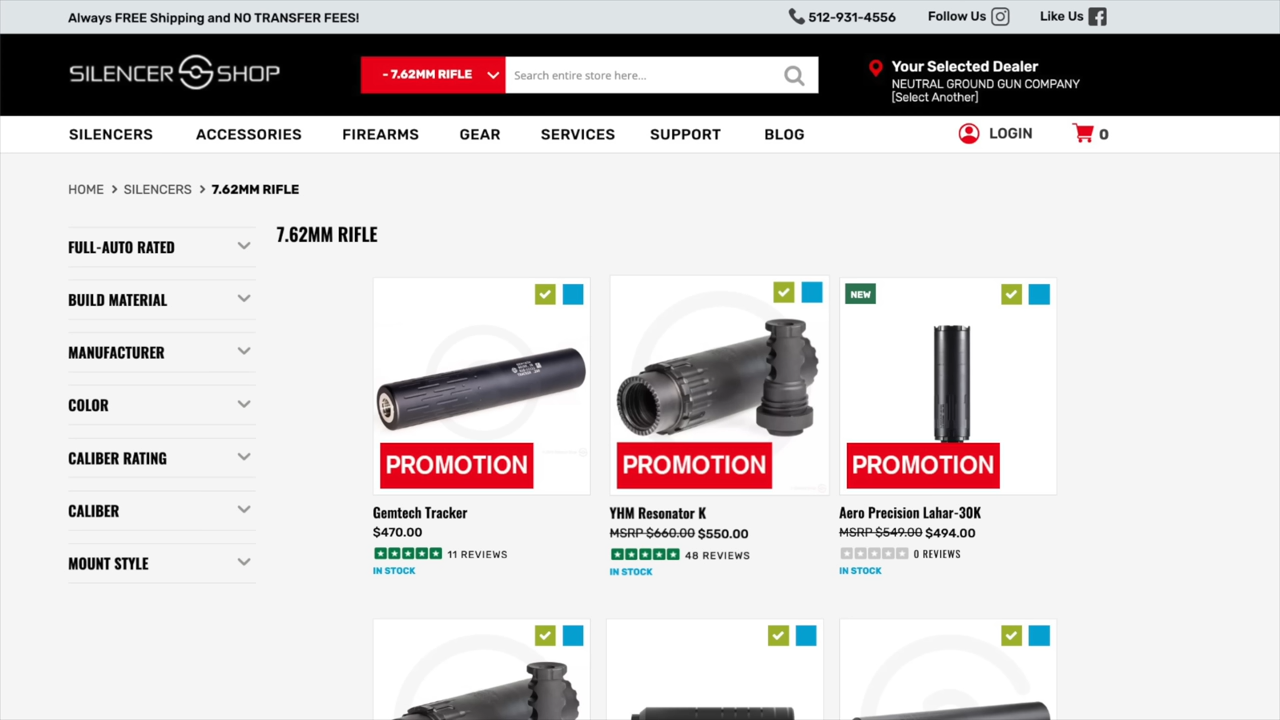 Always FREE Shipping and NO TRANSFER FEES!
512-931-4556
Follow Us
Like Us
SILENCER SHOP
- 7.62MM RIFLE
Search entire store here...
Your Selected Dealer
NEUTRAL GROUND GUN COMPANY
[Select Another]
SILENCERS
ACCESSORIES
FIREARMS
GEAR
SERVICES
SUPPORT
BLOG
LOGIN
0
HOME > SILENCERS > 7.62MM RIFLE
FULL-AUTO RATED
BUILD MATERIAL
MANUFACTURER
COLOR
CALIBER RATING
CALIBER
MOUNT STYLE
7.62MM RIFLE
PROMOTION
Gemtech Tracker
$470.00
11 REVIEWS
IN STOCK
PROMOTION
YHM Resonator K
MSRP $660.00 $550.00
48 REVIEWS
IN STOCK
NEW
PROMOTION
Aero Precision Lahar-30K
MSRP $549.00 $494.00
0 REVIEWS
IN STOCK